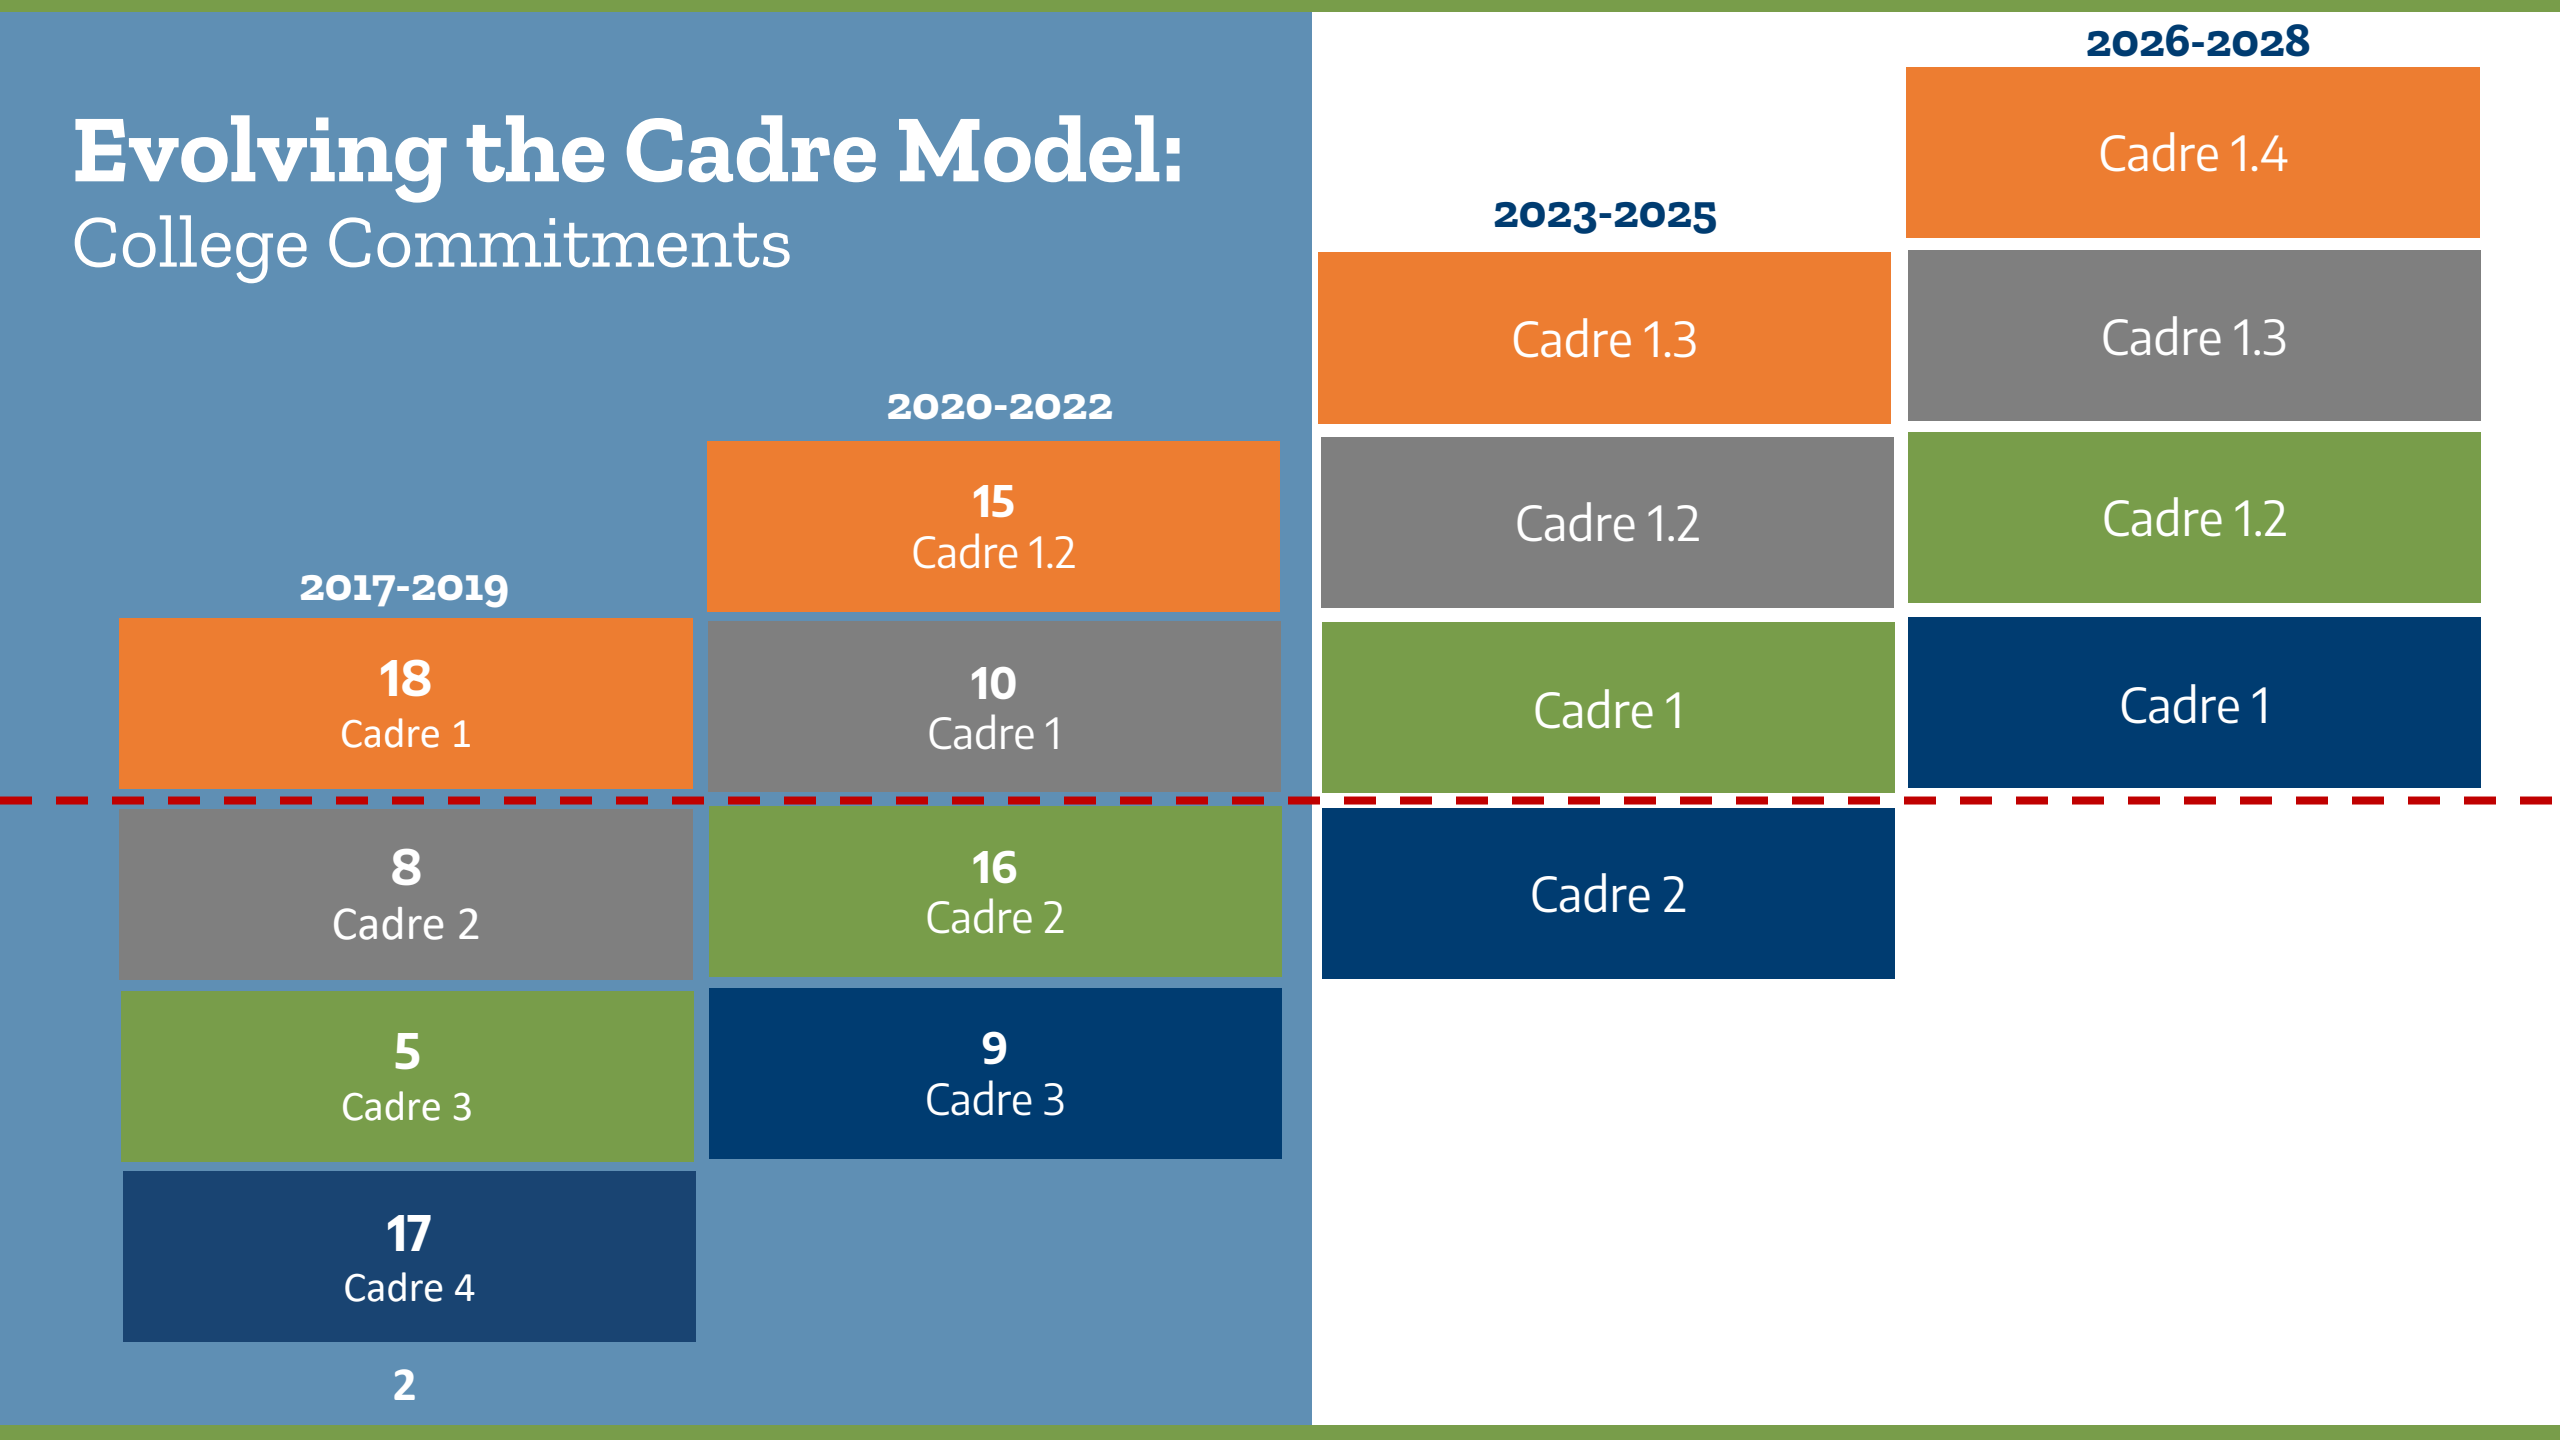 Evolving the Cadre Model:
College Commitments
2017-2019
18
Cadre 1
8
Cadre 2
5
Cadre 3
17
Cadre 4
2
2020-2022
15
Cadre 1.2
10
Cadre 1
16
Cadre 2
9
Cadre 3
2023-2025
Cadre 1.3
Cadre 1.2
Cadre 1
Cadre 2
2026-2028
Cadre 1.4
Cadre 1.3
Cadre 1.2
Cadre 1